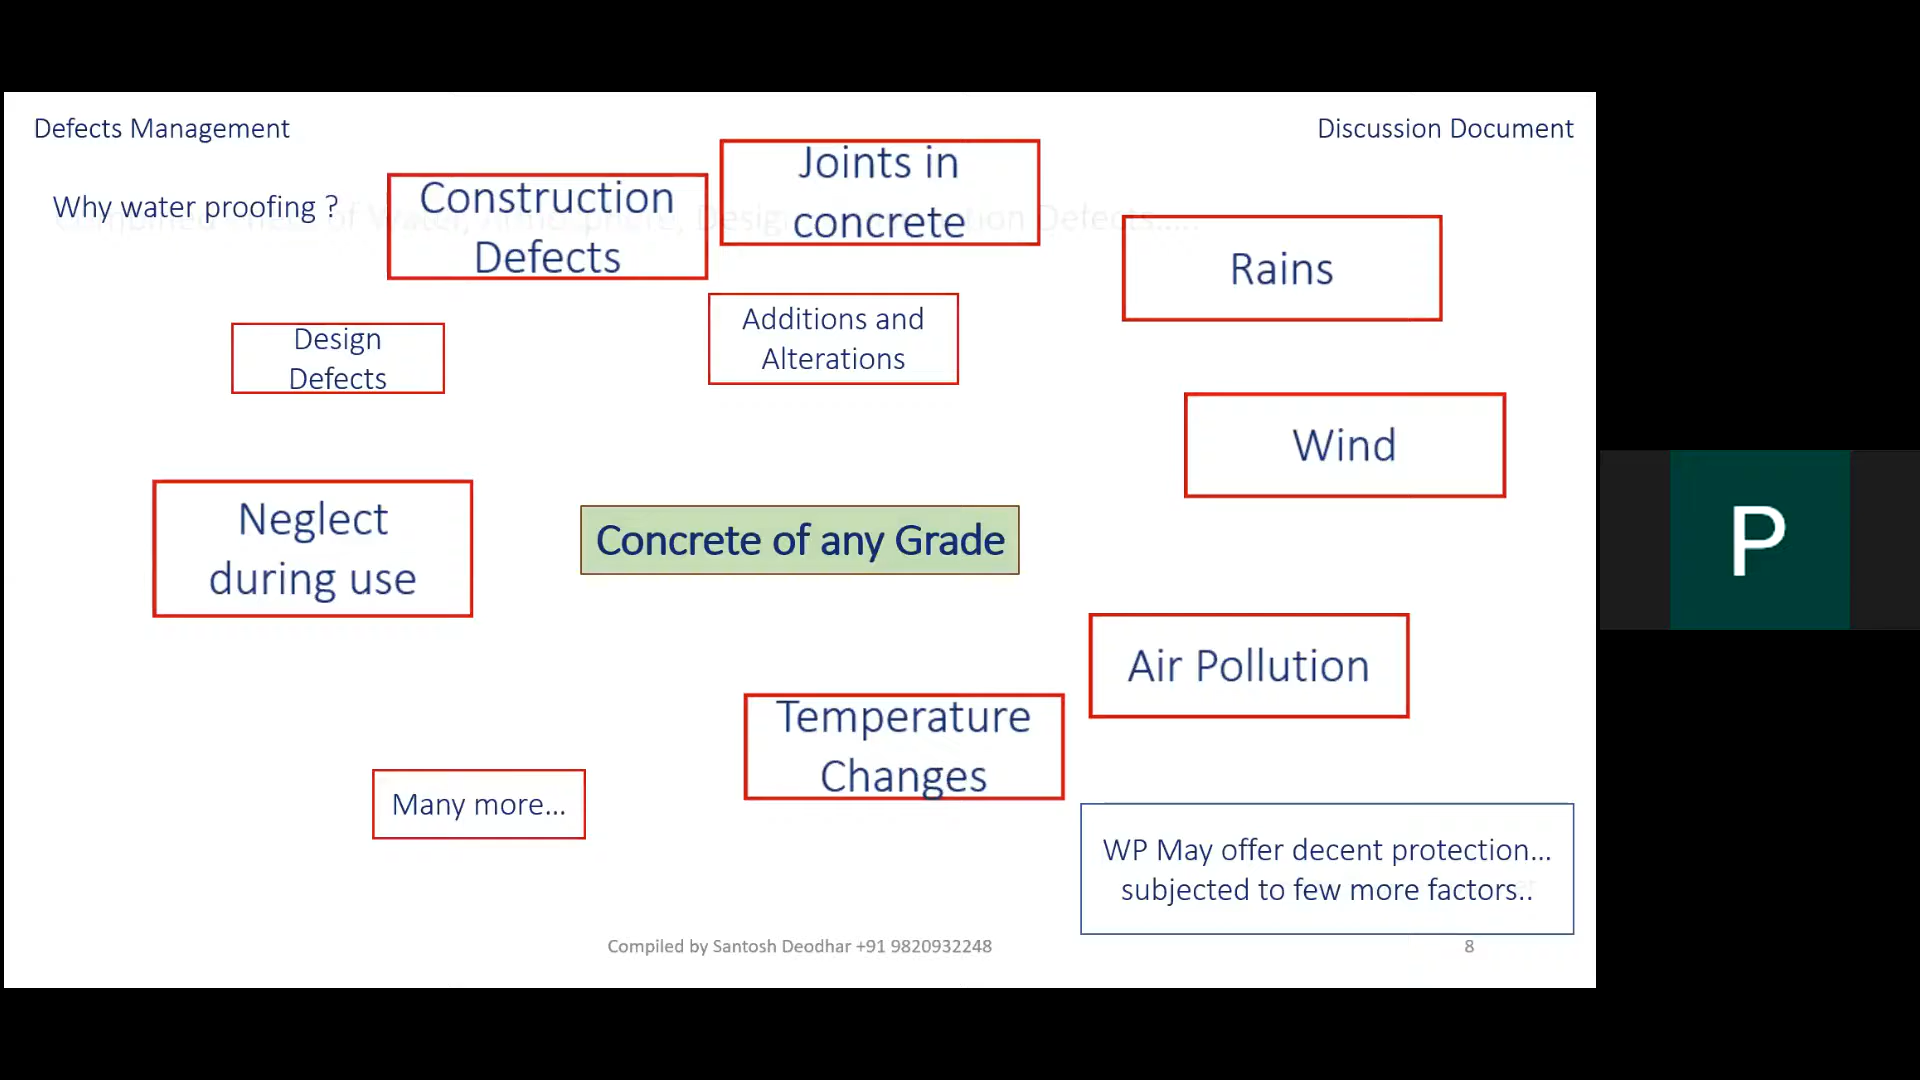 Defects Management
Discussion Document
Why water proofing ?
Construction
Defects
Joints in
concrete
Rains
Design
Defects
Additions and
Alterations
Wind
Neglect
during use
Concrete of any Grade
Air Pollution
Temperature
Changes
Many more...
WP May offer decent protection...
subjected to few more factors..
Compiled by Santosh Deodhar +91 9820932248
8
P